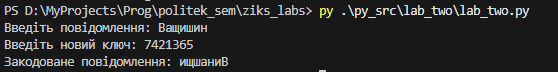 PS D:\MyProjects\Prog\politek_sem\ziks_labs> py .\py_src\lab_two\lab_two.py
Введіть повідомлення: Ващишин
Введіть новий ключ: 7421365
Закодоване повідомлення: ищшаниВ